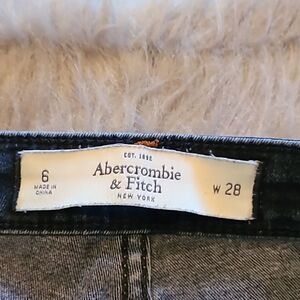 EST. 1892
Abercrombie
& Fitch
NEW YORK
6
MADE IN
CHINA
W 28